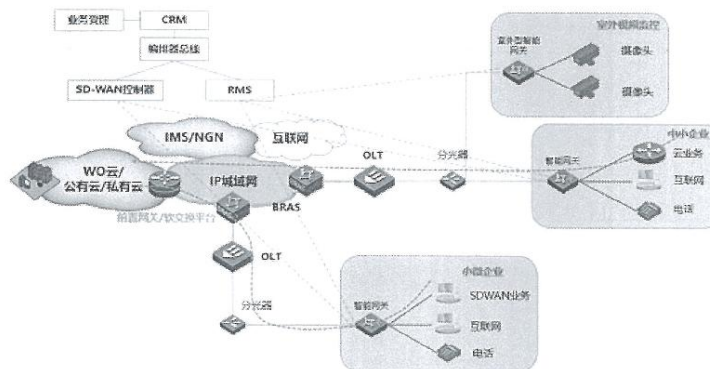 业务管理
CRM
编排器总线
SD-WAN控制器
RMS
室外视频监控
室外型智能
网关
摄像头
摄像头
IMS/NGN
互联网
WO云/
公有云/私有云
IP城域网
BRAS
前置网关/软交换平台
OLT
分光器
中小企业
智能网关
云业务
互联网
电话
OLT
分光器
小微企业
智能网关
SDWAN业务
互联网
电话